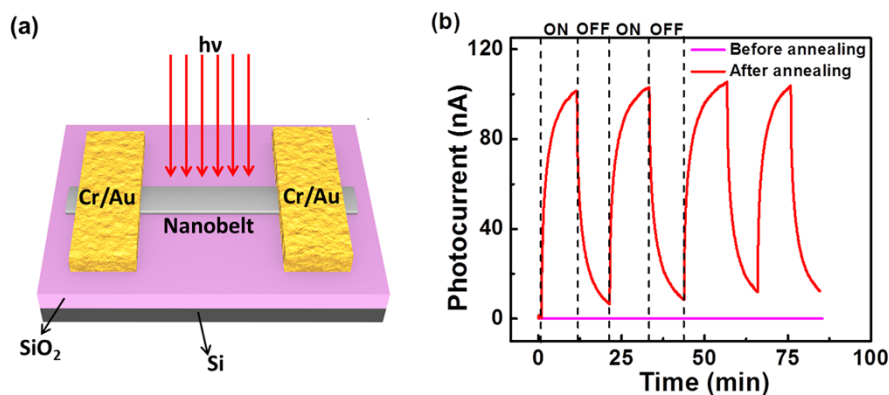 (a)
hν
Cr/Au
Cr/Au
Nanobelt
SiO₂
Si
(b)
ON OFF ON OFF
Before annealing
After annealing
120
80
40
0
Photocurrent (nA)
0 25 50 75 100
Time (min)